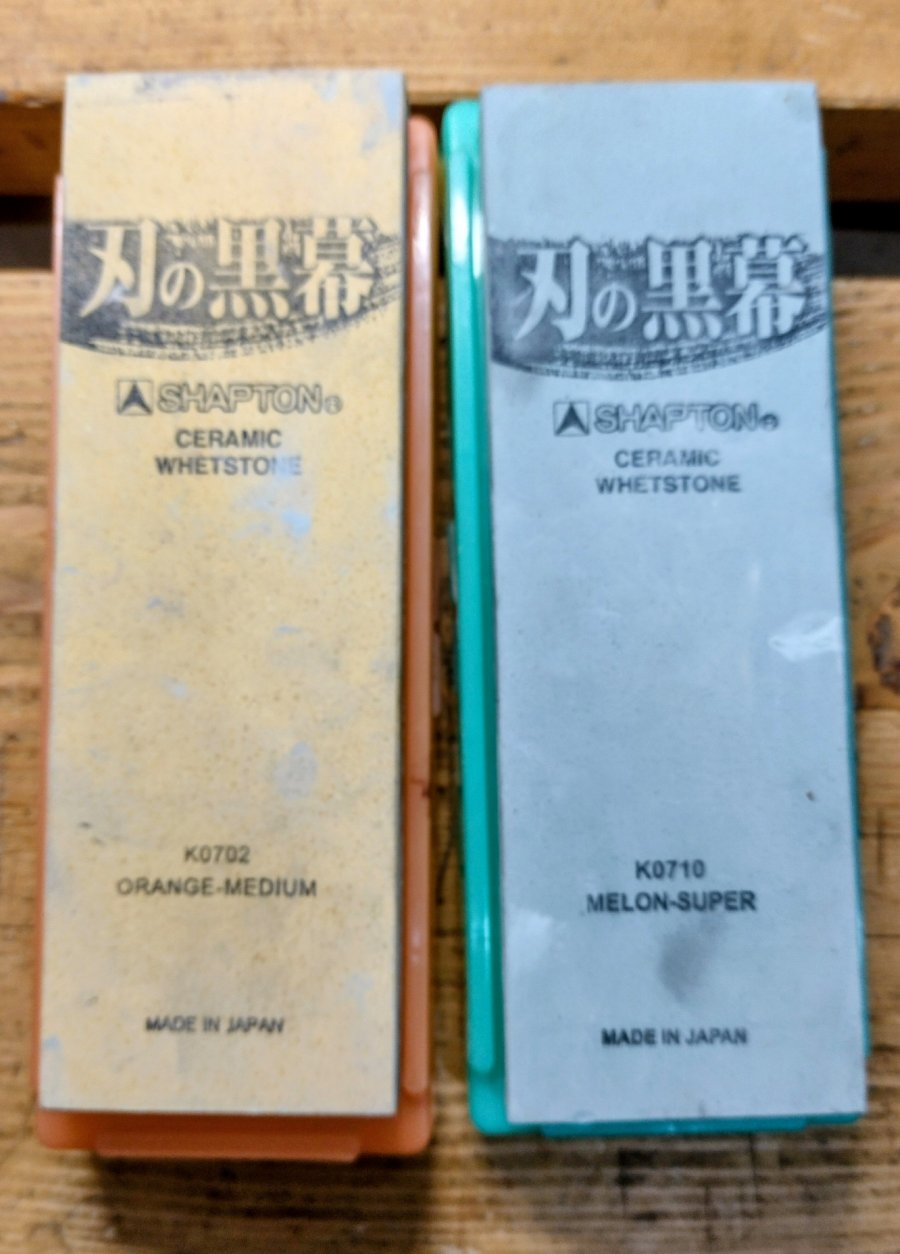 刃の黒幕
SHAPTON®
CERAMIC
WHETSTONE
K0702
ORANGE-MEDIUM
MADE IN JAPAN
刃の黒幕
SHAPTON®
CERAMIC
WHETSTONE
K0710
MELON-SUPER
MADE IN JAPAN